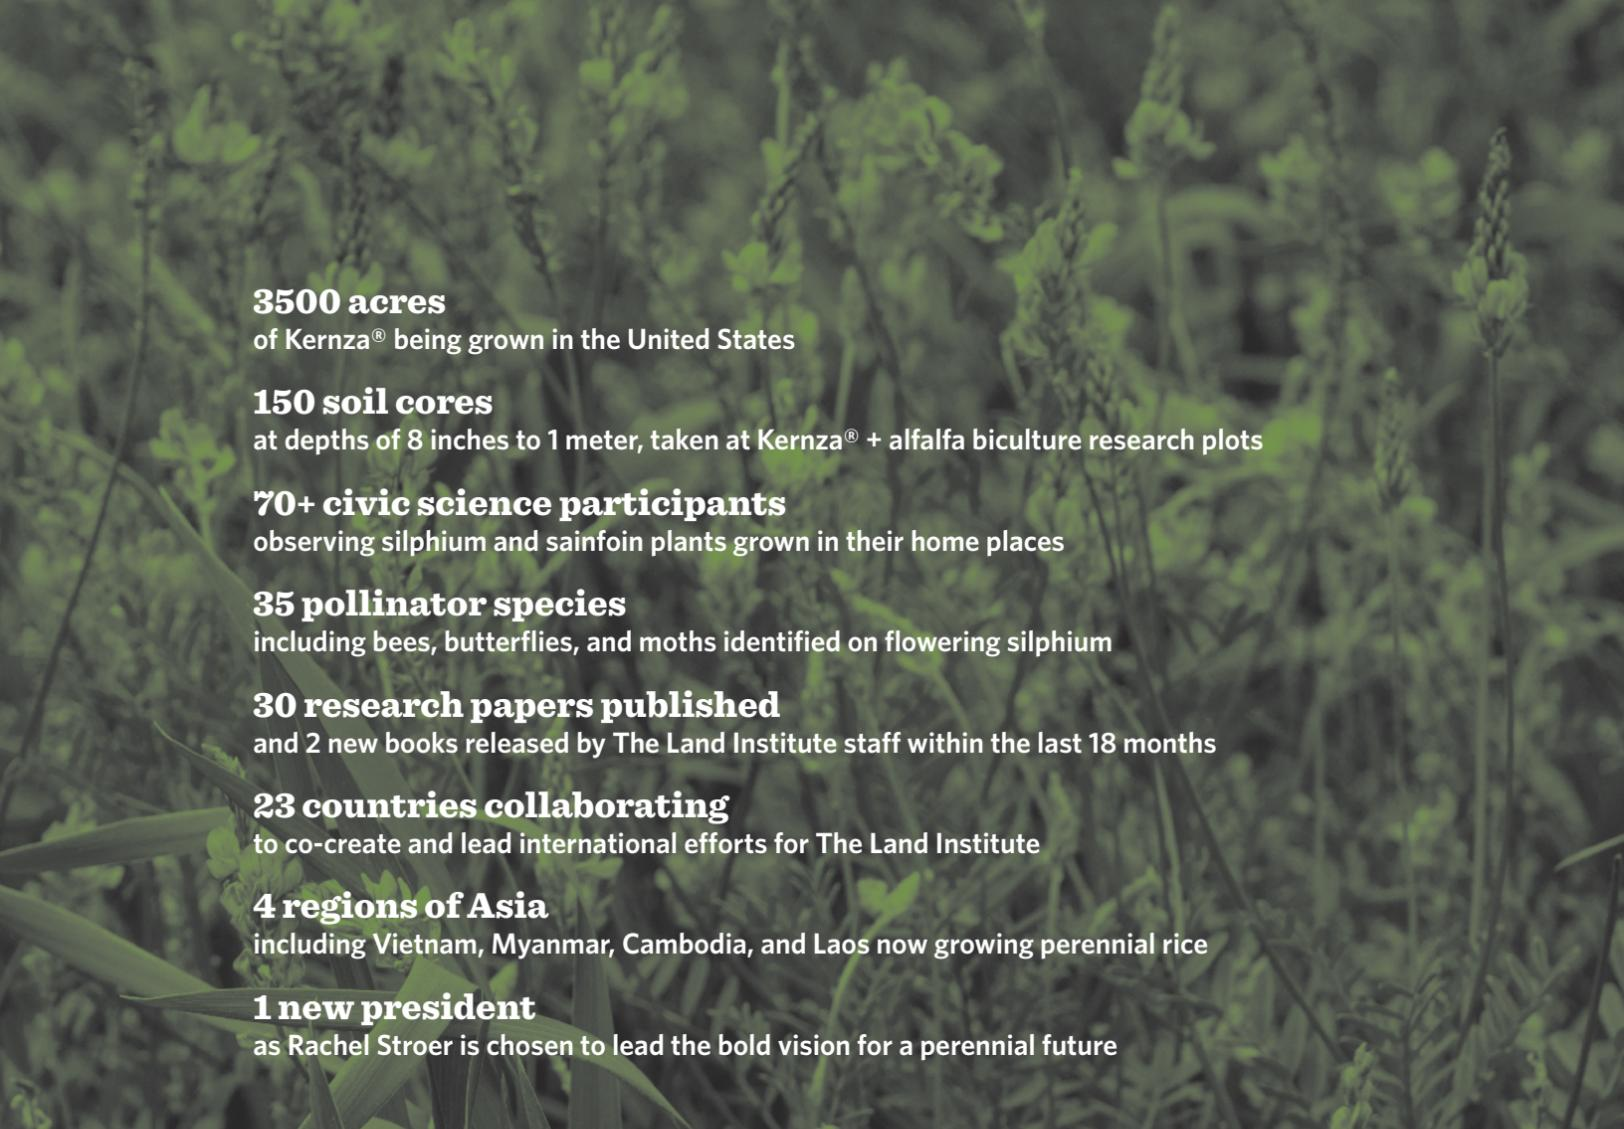 3500 acres
of Kernza® being grown in the United States
150 soil cores
at depths of 8 inches to 1 meter, taken at Kernza® + alfalfa biculture research plots
70+ civic science participants
observing silphium and sainfoin plants grown in their home places
35 pollinator species
including bees, butterflies, and moths identified on flowering silphium
30 research papers published
and 2 new books released by The Land Institute staff within the last 18 months
23 countries collaborating
to co-create and lead international efforts for The Land Institute
4 regions of Asia
including Vietnam, Myanmar, Cambodia, and Laos now growing perennial rice
1 new president
as Rachel Stroer is chosen to lead the bold vision for a perennial future